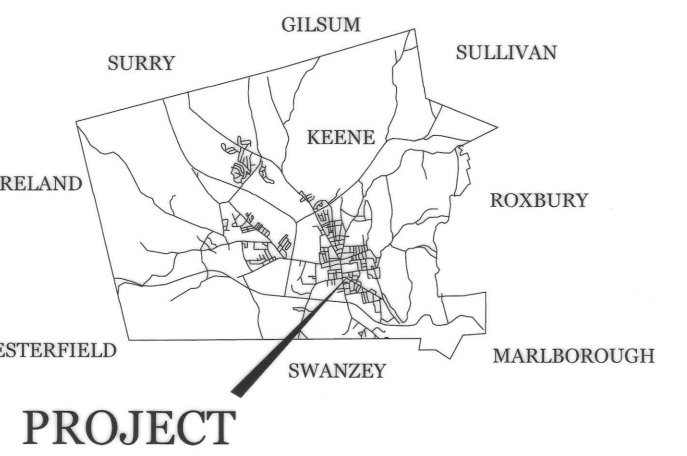 GILSUM
SULLIVAN
SURRY
KEENE
RELAND
ROXBURY
ESTERFIELD
SWANZEY
MARLBOROUGH
PROJECT